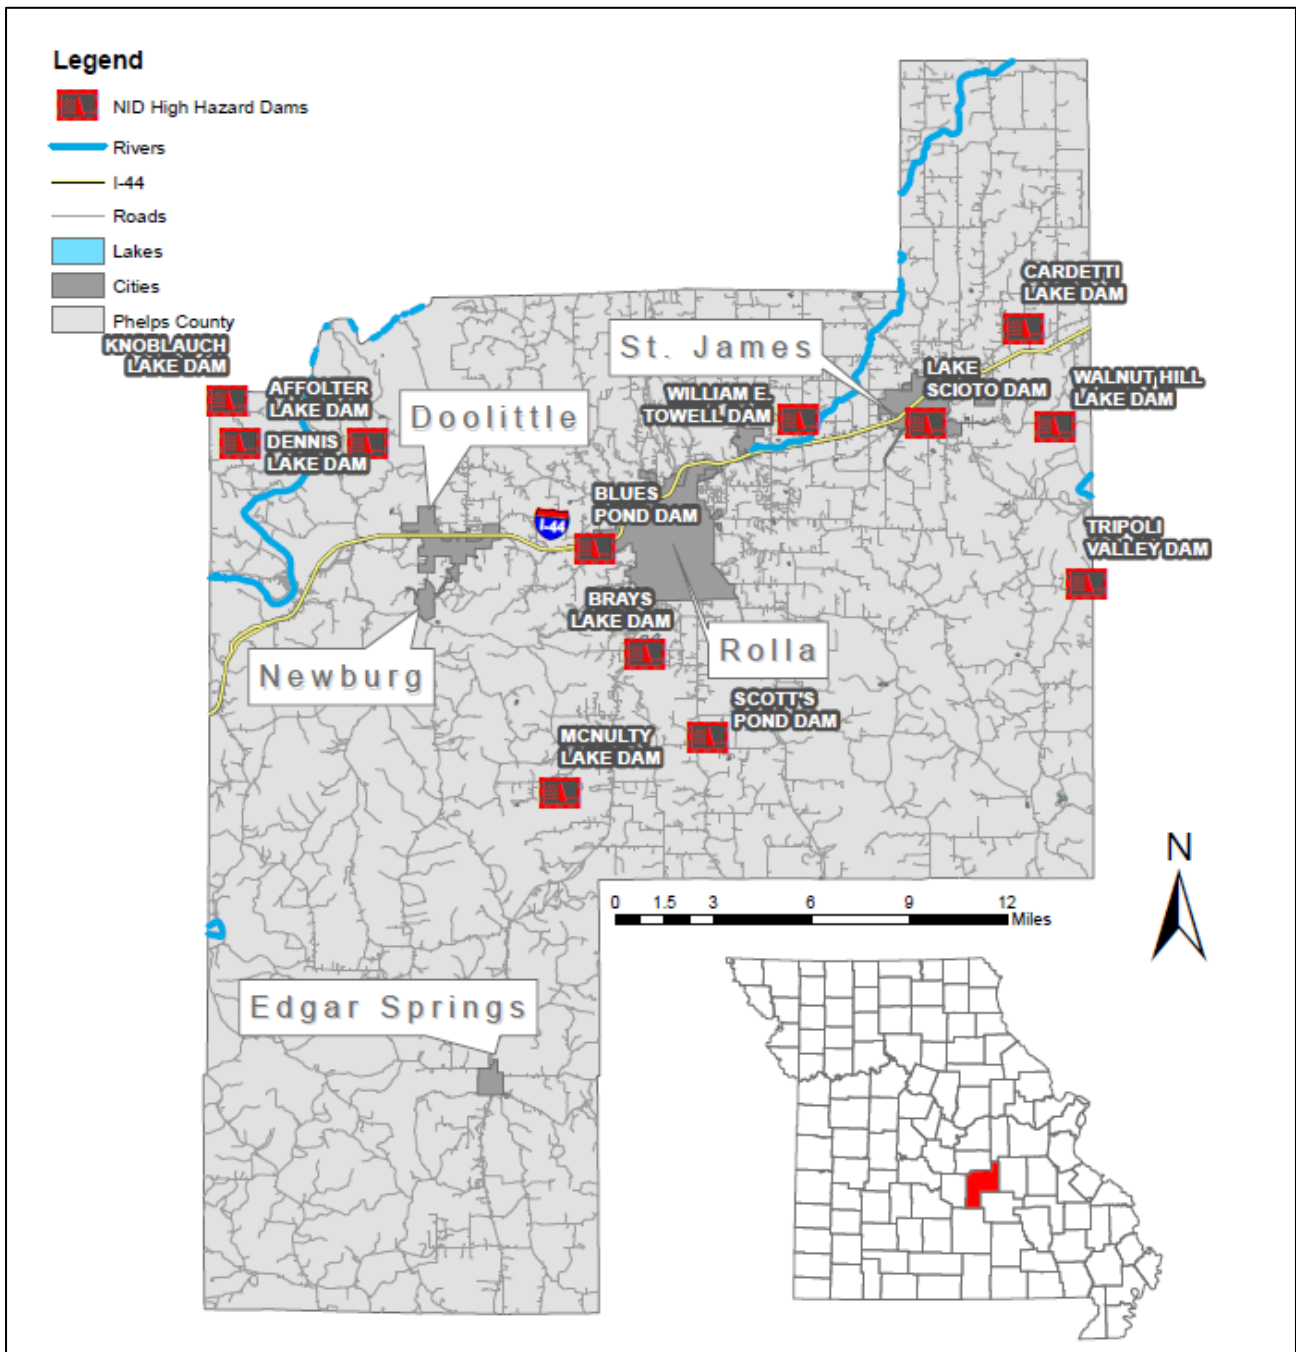 Legend
NID High Hazard Dams
Rivers
I-44
Roads
Lakes
Cities
Phelps County
KNOBLAUCH
LAKE DAM
AFFOLTER
LAKE DAM
DENNIS
LAKE DAM
Doolittle
St. James
CARDETTI
LAKE DAM
LAKE
SCIOTO DAM
WALNUT HILL
LAKE DAM
WILLIAM E.
TOWELL DAM
BLUES
POND DAM
I-44
TRIPOLI
VALLEY DAM
BRAYS
LAKE DAM
Rolla
Newburg
SCOTT'S
POND DAM
MCNULTY
LAKE DAM
N
0 1.5 3 6 9 12
Miles
Edgar Springs